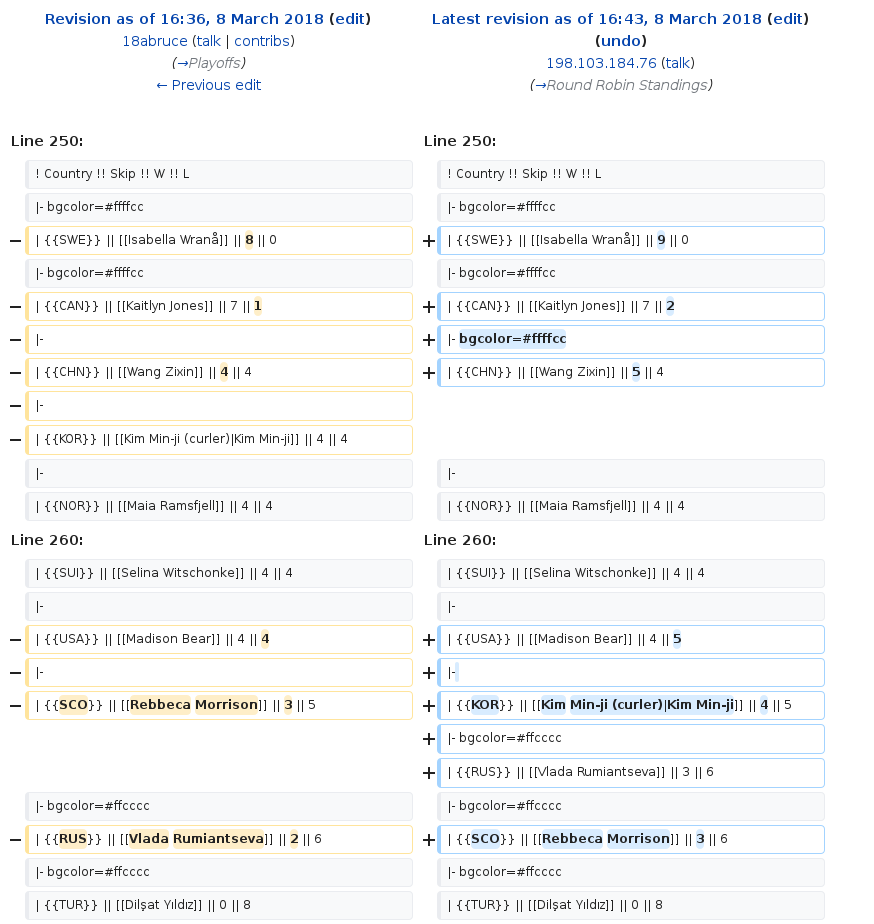 Revision as of 16:36, 8 March 2018 (edit)
18abruce (talk | contribs)
(→Playoffs)
← Previous edit
Latest revision as of 16:43, 8 March 2018 (edit)
(undo)
198.103.184.76 (talk)
(→Round Robin Standings)
Line 250:
Line 250:
! Country !! Skip !! W !! L
! Country !! Skip !! W !! L
|- bgcolor=#ffffcc
|- bgcolor=#ffffcc
− | {{SWE}} || [[Isabella Wranå]] || 8 || 0
+ | {{SWE}} || [[Isabella Wranå]] || 9 || 0
|- bgcolor=#ffffcc
|- bgcolor=#ffffcc
− | {{CAN}} || [[Kaitlyn Jones]] || 7 || 1
+ | {{CAN}} || [[Kaitlyn Jones]] || 7 || 2
− |-
+ |- bgcolor=#ffffcc
− | {{CHN}} || [[Wang Zixin]] || 4 || 4
+ | {{CHN}} || [[Wang Zixin]] || 5 || 4
− |-
− | {{KOR}} || [[Kim Min-ji (curler)|Kim Min-ji]] || 4 || 4
|-
|-
| {{NOR}} || [[Maia Ramsfjell]] || 4 || 4
| {{NOR}} || [[Maia Ramsfjell]] || 4 || 4
Line 260:
Line 260:
| {{SUI}} || [[Selina Witschonke]] || 4 || 4
| {{SUI}} || [[Selina Witschonke]] || 4 || 4
|-
|-
− | {{USA}} || [[Madison Bear]] || 4 || 4
+ | {{USA}} || [[Madison Bear]] || 4 || 5
− |-
+ |-
− | {{SCO}} || [[Rebbeca Morrison]] || 3 || 5
+ | {{KOR}} || [[Kim Min-ji (curler)|Kim Min-ji]] || 4 || 5
+ |- bgcolor=#ffcccc
+ | {{RUS}} || [[Vlada Rumiantseva]] || 3 || 6
|- bgcolor=#ffcccc
|- bgcolor=#ffcccc
− | {{RUS}} || [[Vlada Rumiantseva]] || 2 || 6
+ | {{SCO}} || [[Rebbeca Morrison]] || 3 || 6
|- bgcolor=#ffcccc
|- bgcolor=#ffcccc
| {{TUR}} || [[Dilşat Yıldız]] || 0 || 8
| {{TUR}} || [[Dilşat Yıldız]] || 0 || 8